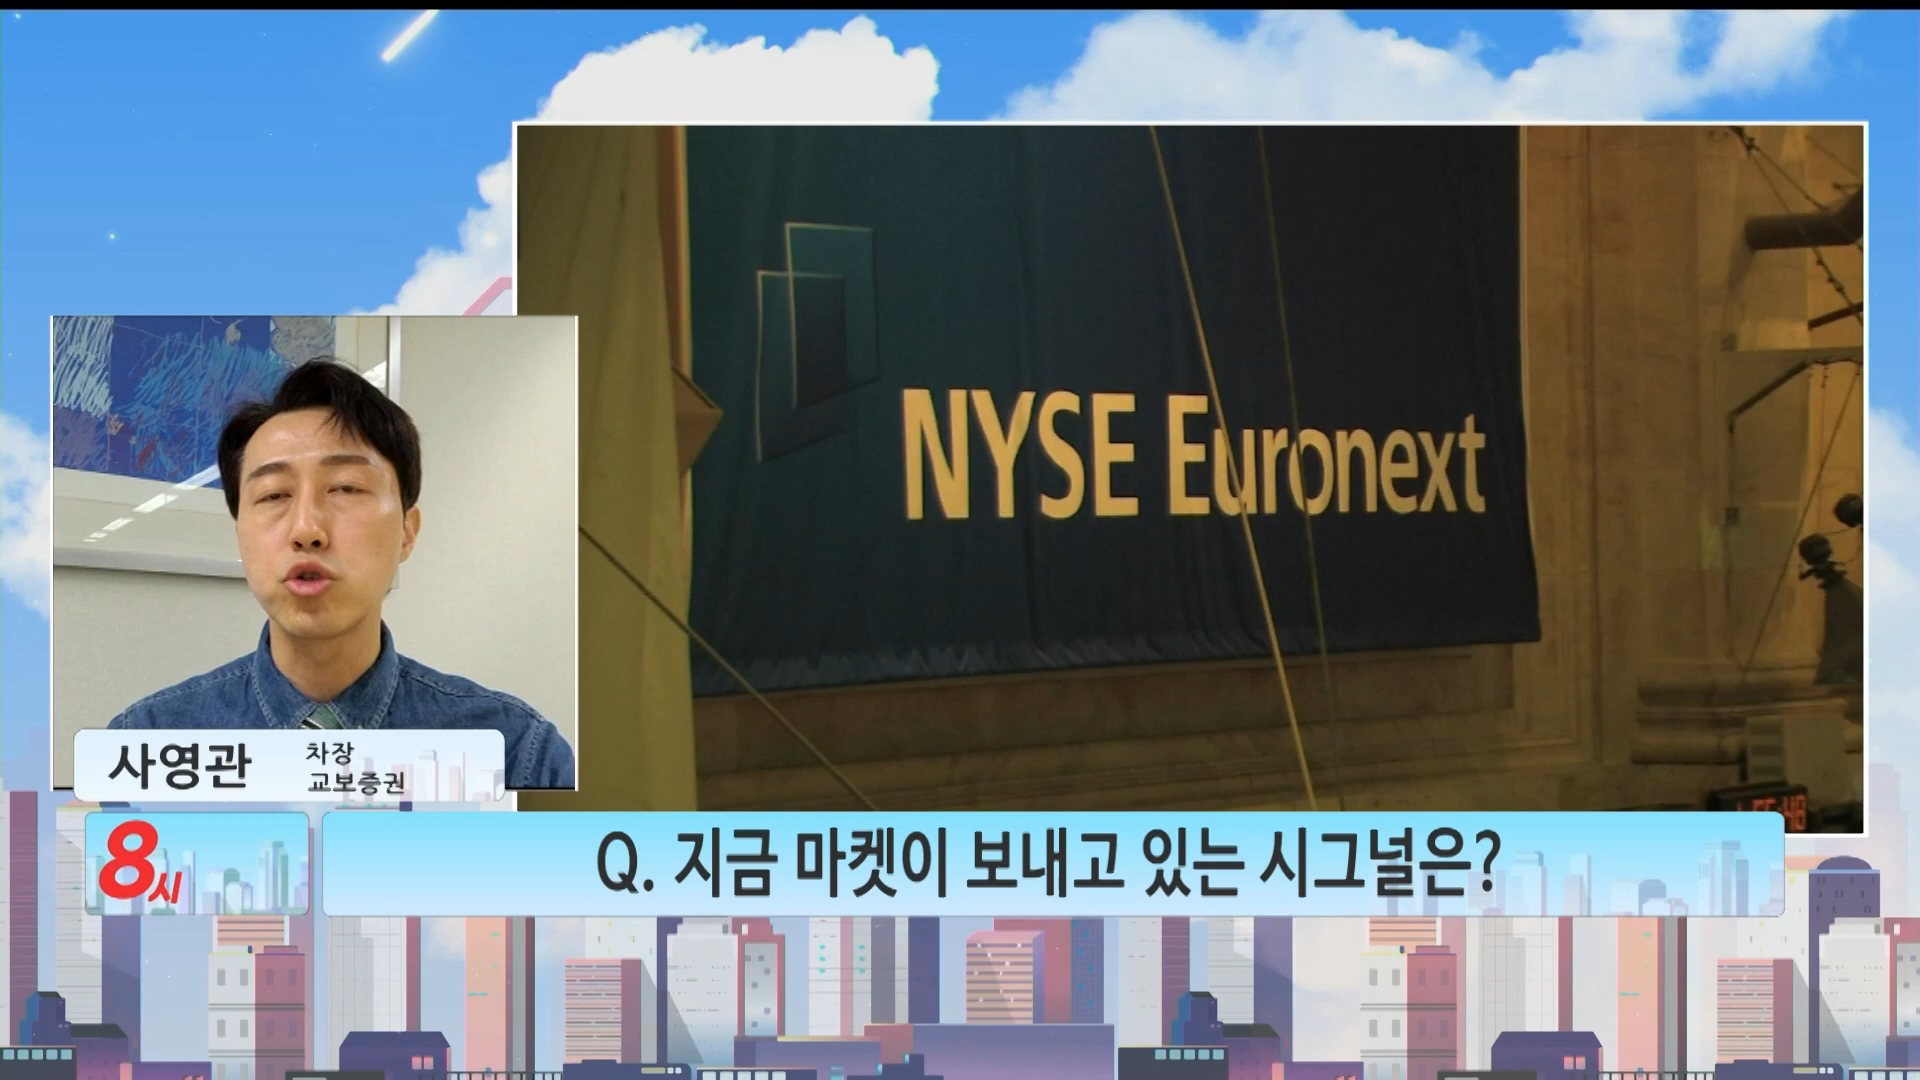 NYSE Euronext
사영관
차장
교보증권
8시
Q. 지금 마켓이 보내고 있는 시그널은?